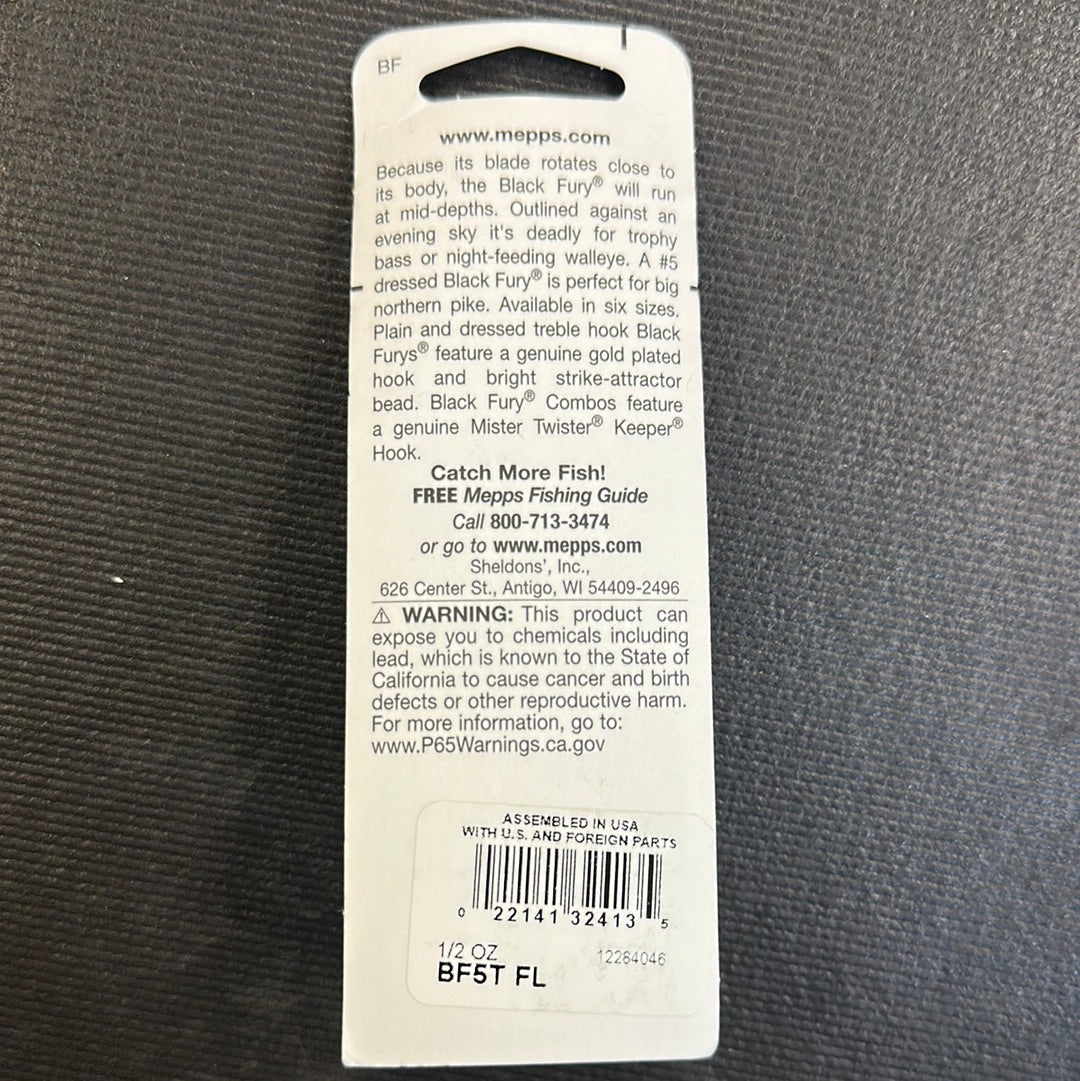 BF
www.mepps.com
Because its blade rotates close to
its body, the Black Fury® will run
at mid-depths. Outlined against an
evening sky it's deadly for trophy
bass or night-feeding walleye. A #5
dressed Black Fury® is perfect for big
northern pike. Available in six sizes.
Plain and dressed treble hook Black
Furys® feature a genuine gold plated
hook and bright strike-attractor
bead. Black Fury® Combos feature
a genuine Mister Twister® Keeper®
Hook.
Catch More Fish!
FREE Mepps Fishing Guide
Call 800-713-3474
or go to www.mepps.com
Sheldons', Inc.,
626 Center St., Antigo, WI 54409-2496
⚠ WARNING: This product can
expose you to chemicals including
lead, which is known to the State of
California to cause cancer and birth
defects or other reproductive harm.
For more information, go to:
www.P65Warnings.ca.gov
ASSEMBLED IN USA
WITH U.S. AND FOREIGN PARTS
0 22141 32413 5
1/2 OZ 12284046
BF5T FL